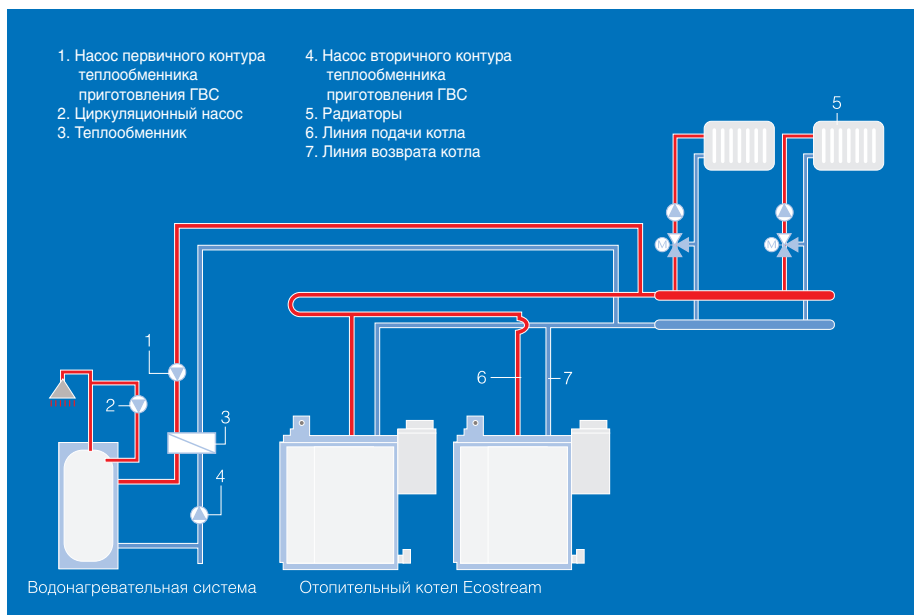 1. Насос первичного контура
теплообменника
приготовления ГВС
2. Циркуляционный насос
3. Теплообменник
4. Насос вторичного контура
теплообменника
приготовления ГВС
5. Радиаторы
6. Линия подачи котла
7. Линия возврата котла
5
M
M
1
2
3
4
6
7
Водонагревательная система
Отопительный котел Ecostream